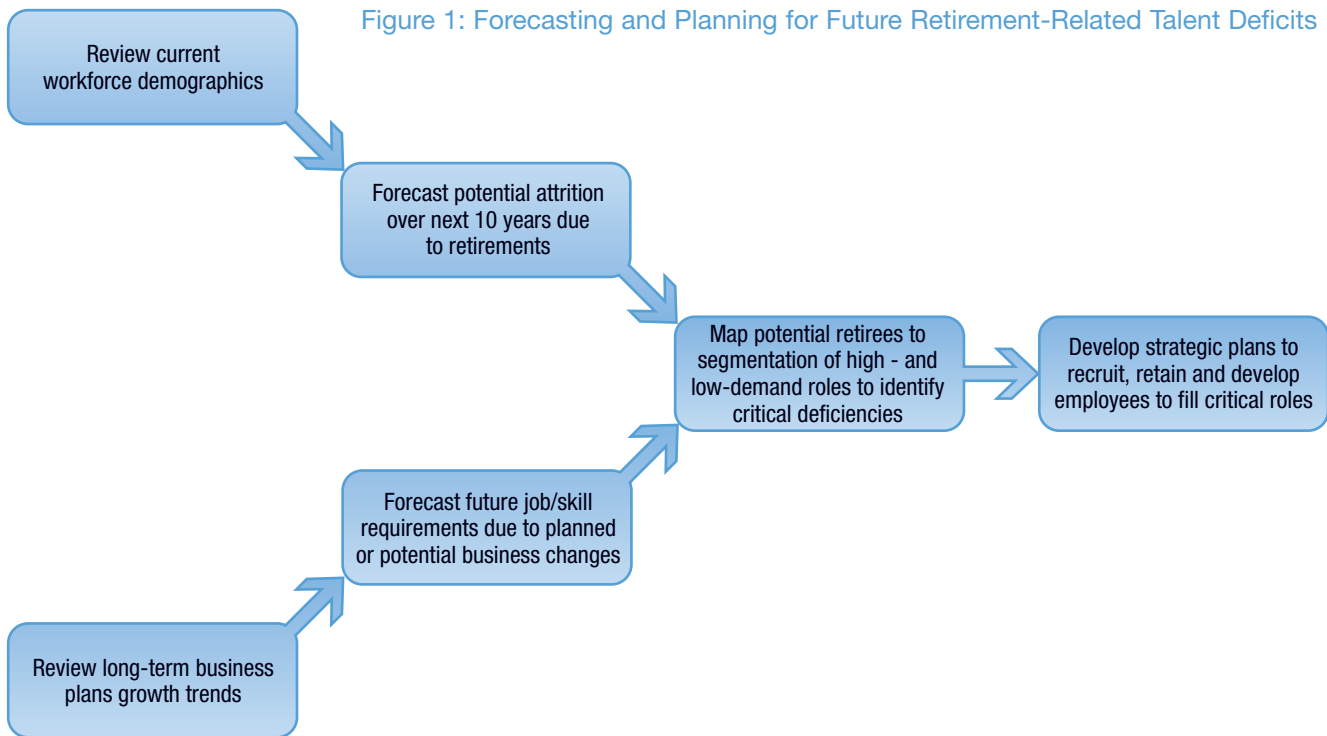 Figure 1: Forecasting and Planning for Future Retirement-Related Talent Deficits
Review current
workforce demographics
Forecast potential attrition
over next 10 years due
to retirements
Map potential retirees to
segmentation of high - and
low-demand roles to identify
critical deficiencies
Develop strategic plans to
recruit, retain and develop
employees to fill critical roles
Forecast future job/skill
requirements due to planned
or potential business changes
Review long-term business
plans growth trends